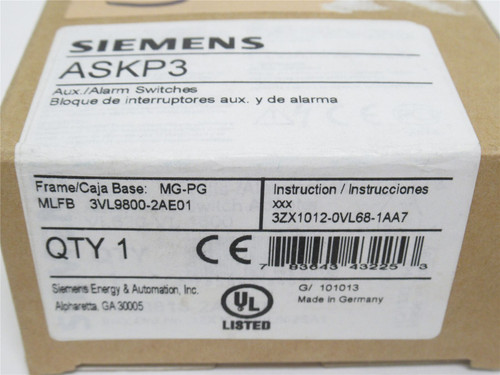 SIEMENS
ASKP3
Aux./Alarm Switches
Bloque de interruptores aux. y de alarma
Frame/Caja Base: MG-PG
MLFB 3VL9800-2AE01
Instruction / Instrucciones
xxx
3ZX1012-0VL68-1AA7
QTY 1
CE
7 83643 43225 3
Siemens Energy & Automation, Inc.
Alpharetta, GA 30005
UL
LISTED
G/ 101013
Made in Germany